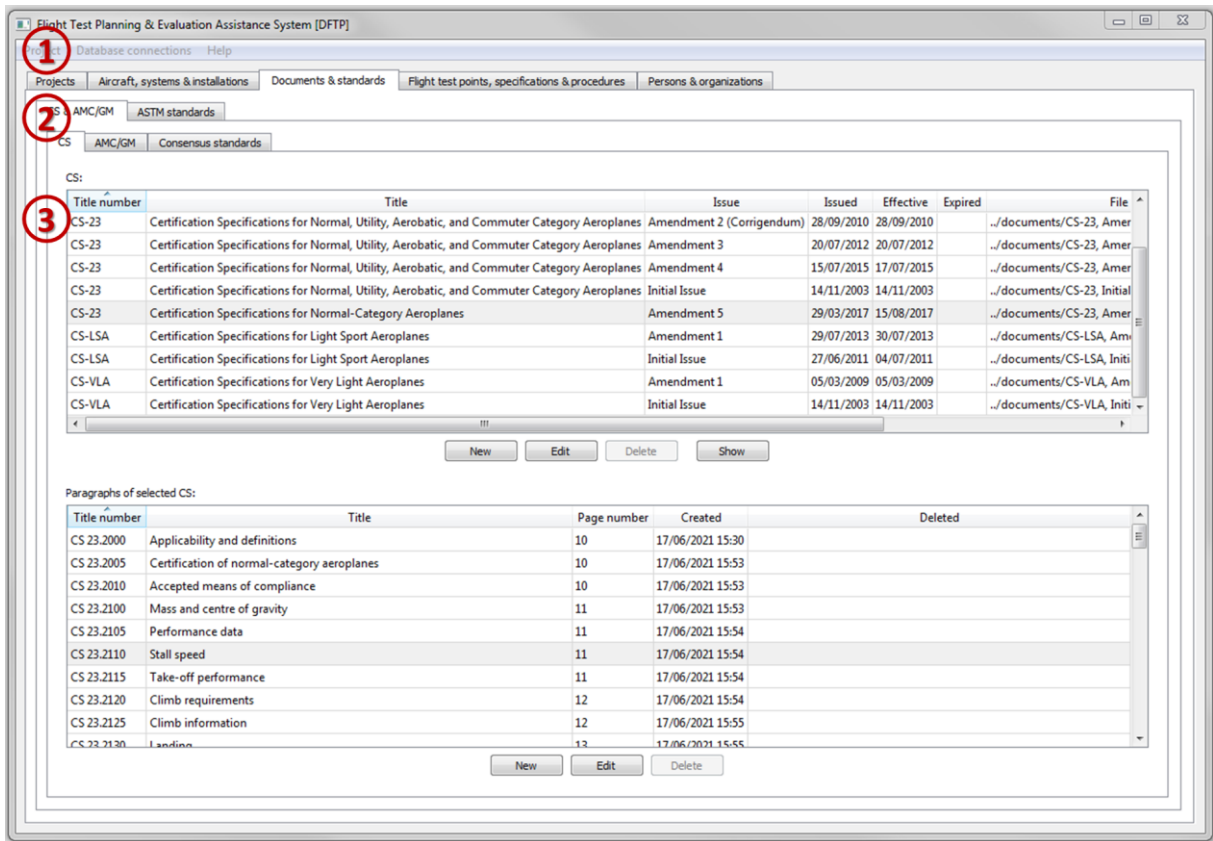 Flight Test Planning & Evaluation Assistance System [DFTP]
Project Database connections Help
1
Projects Aircraft, systems & installations Documents & standards Flight test points, specifications & procedures Persons & organizations
CS & AMC/GM ASTM standards
2
CS AMC/GM Consensus standards
CS:
Title number Title Issue Issued Effective Expired File
3
CS-23 Certification Specifications for Normal, Utility, Aerobatic, and Commuter Category Aeroplanes Amendment 2 (Corrigendum) 28/09/2010 28/09/2010 ../documents/CS-23, Amer
CS-23 Certification Specifications for Normal, Utility, Aerobatic, and Commuter Category Aeroplanes Amendment 3 20/07/2012 20/07/2012 ../documents/CS-23, Amer
CS-23 Certification Specifications for Normal, Utility, Aerobatic, and Commuter Category Aeroplanes Amendment 4 15/07/2015 17/07/2015 ../documents/CS-23, Amer
CS-23 Certification Specifications for Normal, Utility, Aerobatic, and Commuter Category Aeroplanes Initial Issue 14/11/2003 14/11/2003 ../documents/CS-23, Initial
CS-23 Certification Specifications for Normal-Category Aeroplanes Amendment 5 29/03/2017 15/08/2017 ../documents/CS-23, Amer
CS-LSA Certification Specifications for Light Sport Aeroplanes Amendment 1 29/07/2013 30/07/2013 ../documents/CS-LSA, Am
CS-LSA Certification Specifications for Light Sport Aeroplanes Initial Issue 27/06/2011 04/07/2011 ../documents/CS-LSA, Initi
CS-VLA Certification Specifications for Very Light Aeroplanes Amendment 1 05/03/2009 05/03/2009 ../documents/CS-VLA, Am
CS-VLA Certification Specifications for Very Light Aeroplanes Initial Issue 14/11/2003 14/11/2003 ../documents/CS-VLA, Initi
New Edit Delete Show
Paragraphs of selected CS:
Title number Title Page number Created Deleted
CS 23.2000 Applicability and definitions 10 17/06/2021 15:30
CS 23.2005 Certification of normal-category aeroplanes 10 17/06/2021 15:53
CS 23.2010 Accepted means of compliance 10 17/06/2021 15:53
CS 23.2100 Mass and centre of gravity 11 17/06/2021 15:53
CS 23.2105 Performance data 11 17/06/2021 15:54
CS 23.2110 Stall speed 11 17/06/2021 15:54
CS 23.2115 Take-off performance 11 17/06/2021 15:54
CS 23.2120 Climb requirements 12 17/06/2021 15:54
CS 23.2125 Climb information 12 17/06/2021 15:55
CS 23.2130 Landing 13 17/06/2021 15:55
New Edit Delete